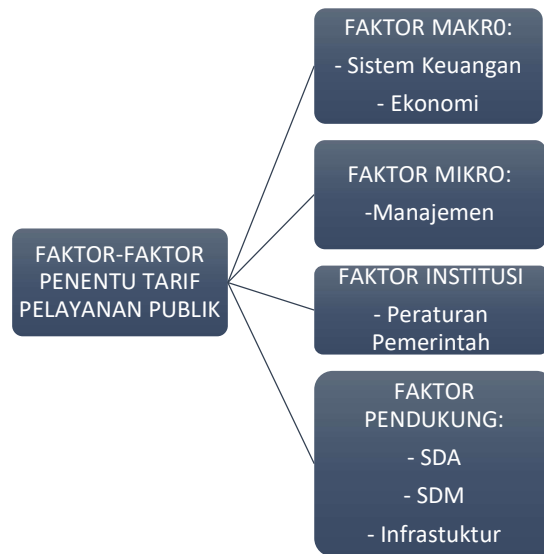 FAKTOR-FAKTOR
PENENTU TARIF
PELAYANAN PUBLIK
FAKTOR MAKR0:
- Sistem Keuangan
- Ekonomi
FAKTOR MIKRO:
-Manajemen
FAKTOR INSTITUSI
- Peraturan
Pemerintah
FAKTOR
PENDUKUNG:
- SDA
- SDM
- Infrastuktur